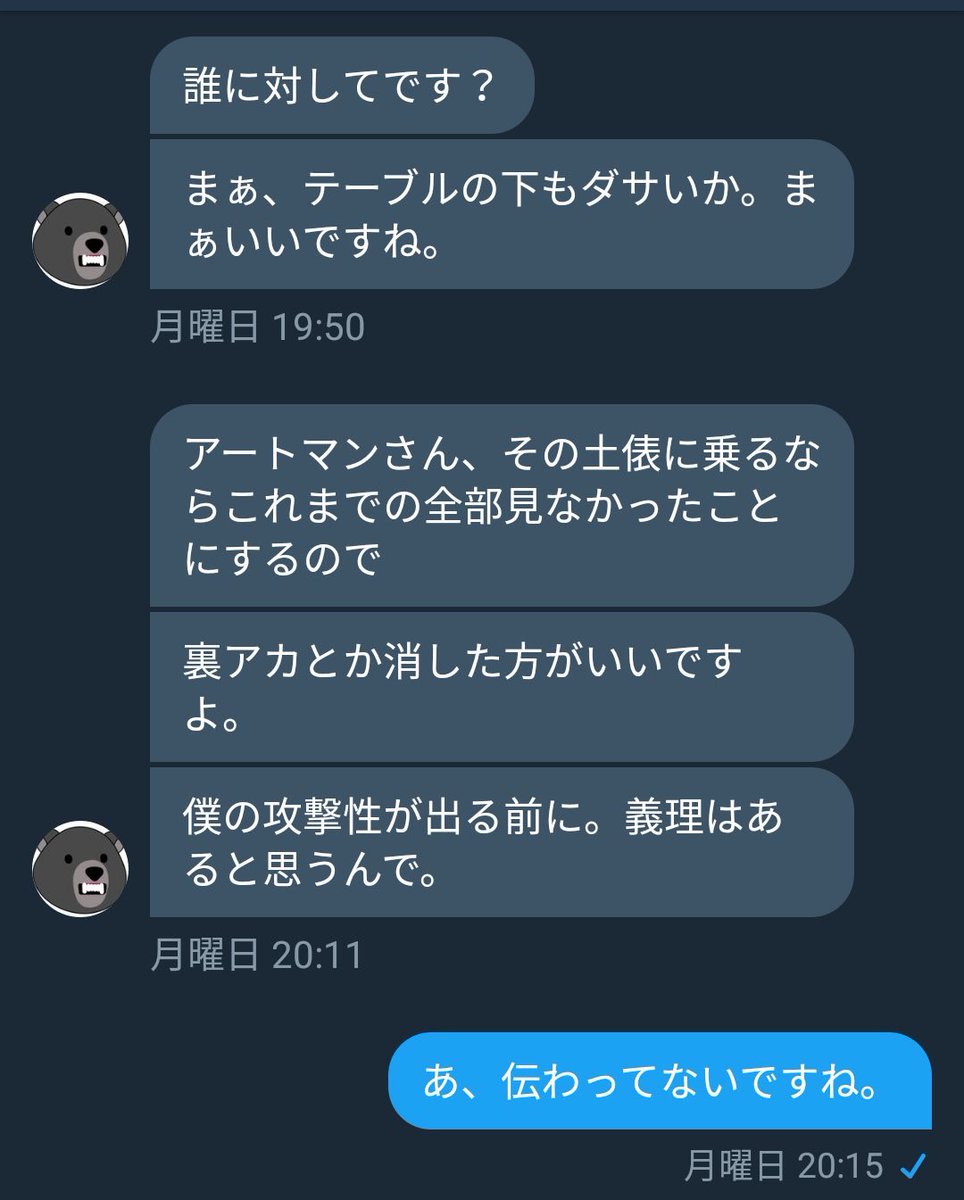 誰に対してです？
まぁ、テーブルの下もダサいか。ま
ぁいいですね。
月曜日 19:50
アートマンさん、その土俵に乗るな
らこれまでの全部見なかったこと
にするので
裏アカとか消した方がいいです
よ。
僕の攻撃性が出る前に。義理はあ
ると思うんで。
月曜日 20:11
あ、伝わってないですね。
月曜日 20:15